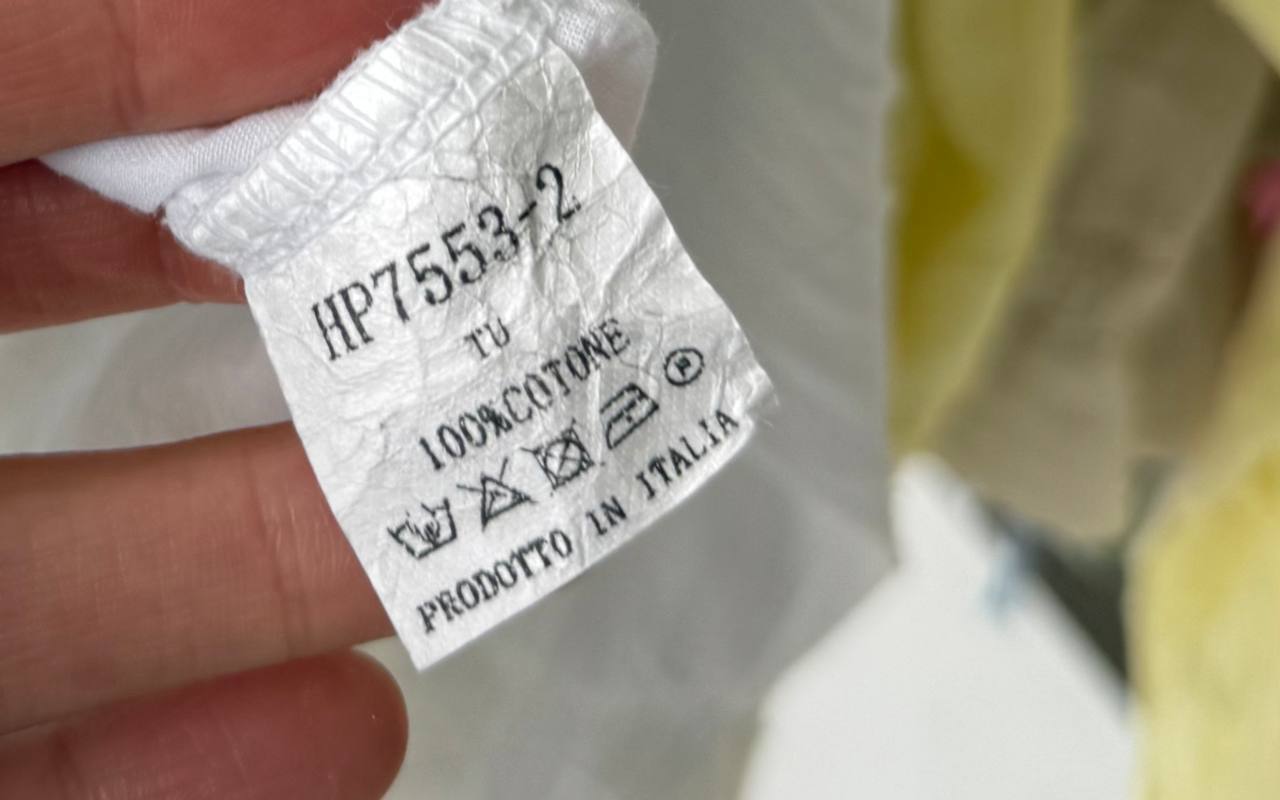 HP7553-2
TU
100%COTONE
P
PRODOTTO IN ITALIA